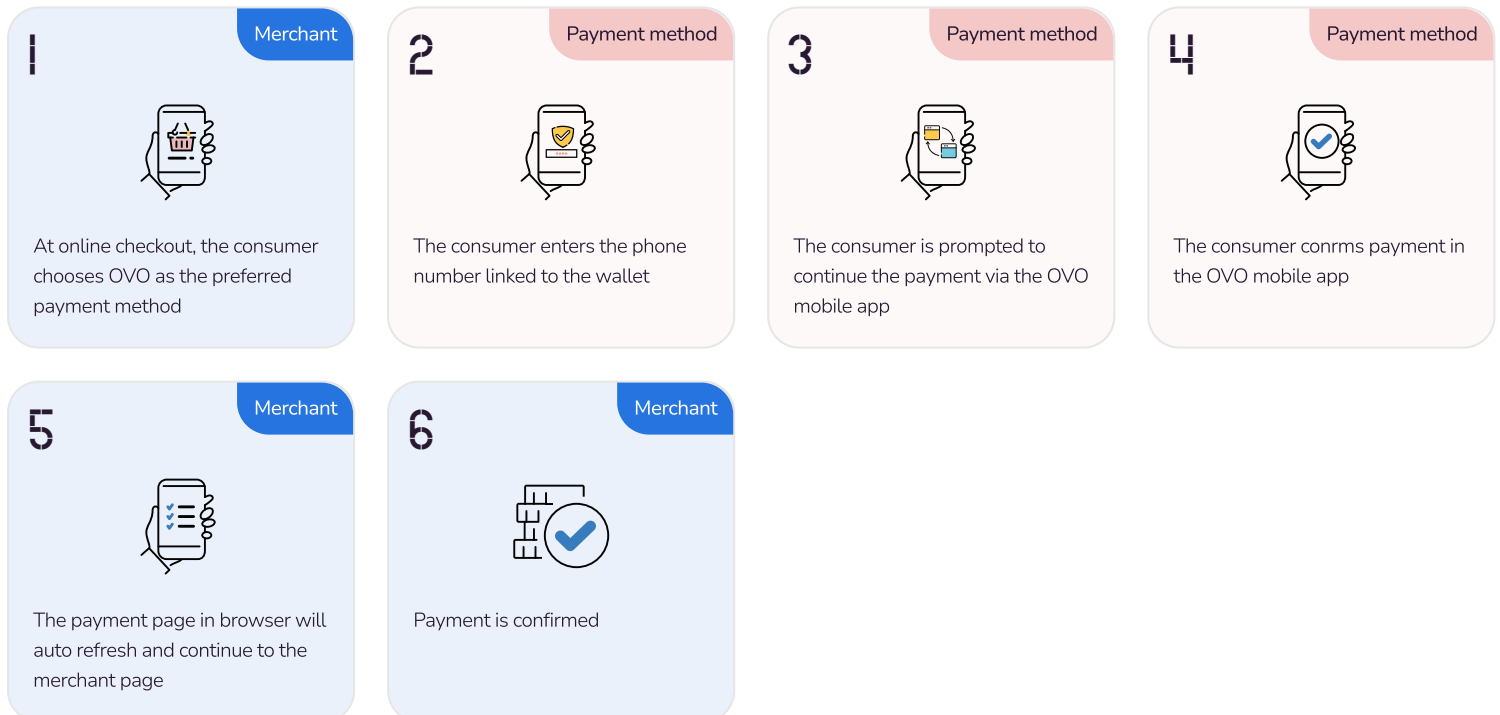 1
Merchant
At online checkout, the consumer
chooses OVO as the preferred
payment method
2
Payment method
The consumer enters the phone
number linked to the wallet
3
Payment method
The consumer is prompted to
continue the payment via the OVO
mobile app
4
Payment method
The consumer conrms payment in
the OVO mobile app
5
Merchant
The payment page in browser will
auto refresh and continue to the
merchant page
6
Merchant
Payment is confirmed